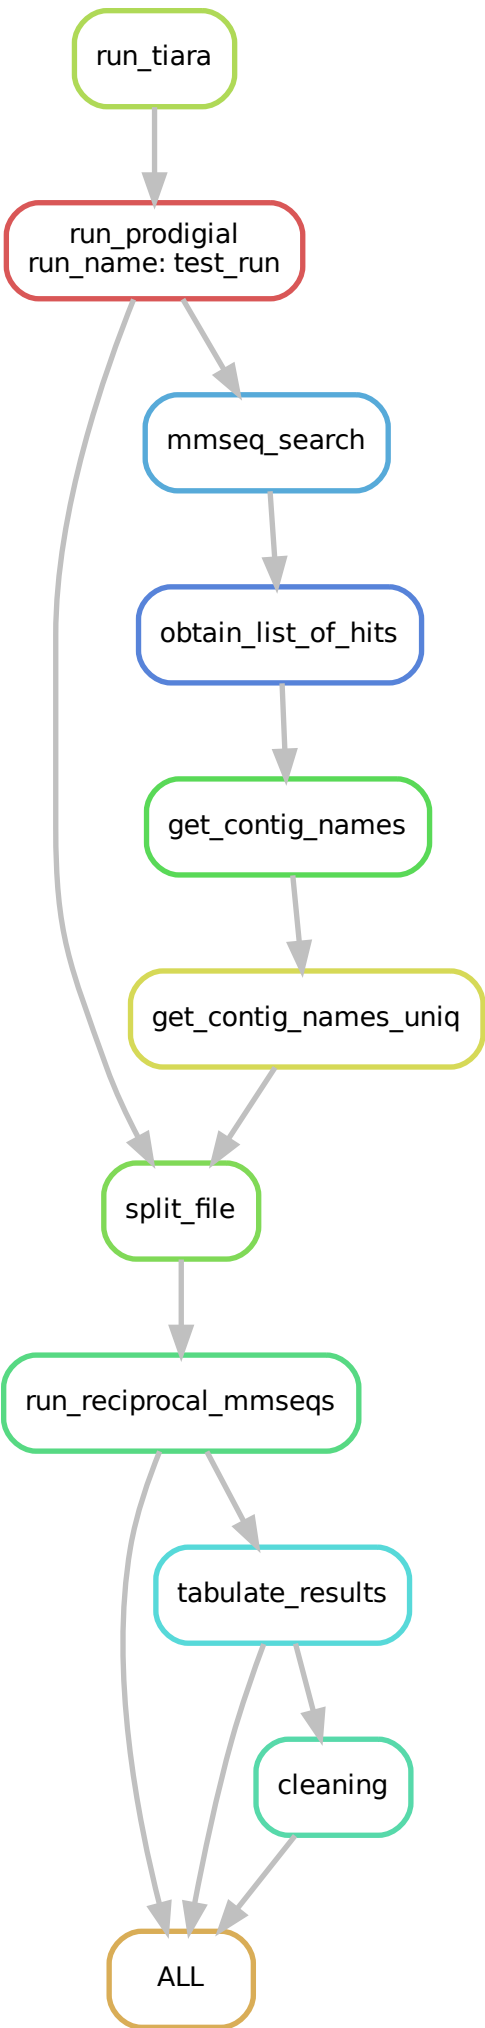 run_tiara
run_prodigial
run_name: test_run
mmseq_search
obtain_list_of_hits
get_contig_names
get_contig_names_uniq
split_file
run_reciprocal_mmseqs
tabulate_results
cleaning
ALL